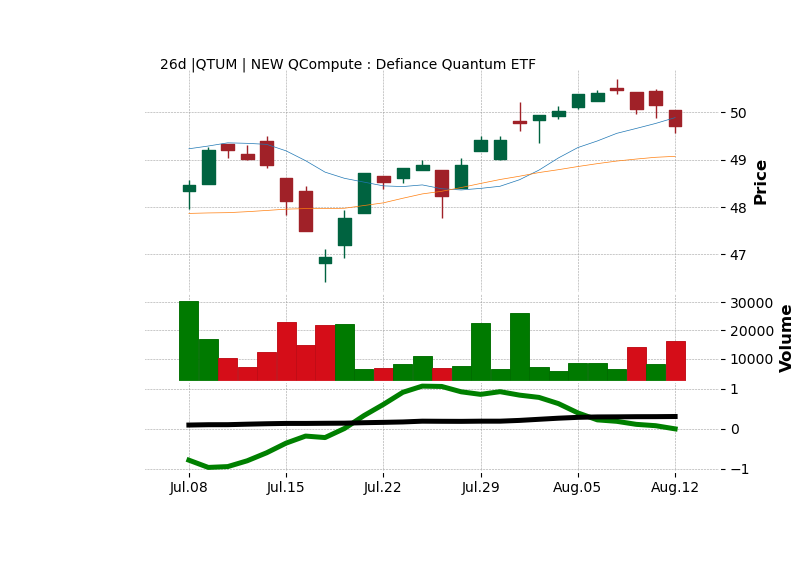 26d |QTUM | NEW QCompute : Defiance Quantum ETF
50
49
48
47
Price
30000
20000
10000
Volume
1
0
−1
Jul.08 Jul.15 Jul.22 Jul.29 Aug.05 Aug.12